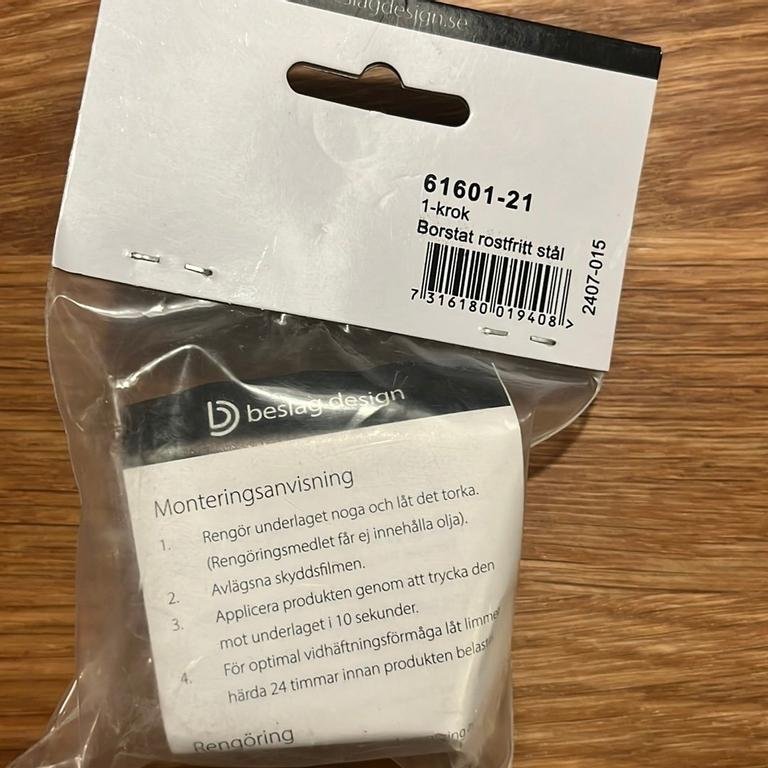 61601-21
1-krok
Borstat rostfritt stål
7 316180 019408 >
2407-015
beslag design
Monteringsanvisning
1. Rengör underlaget noga och låt det torka.
(Rengöringsmedlet får ej innehålla olja).
2. Avlägsna skyddsfilmen.
3. Applicera produkten genom att trycka den
mot underlaget i 10 sekunder.
4. För optimal vidhäftningsförmåga låt limmet
härda 24 timmar innan produkten
Rengöring